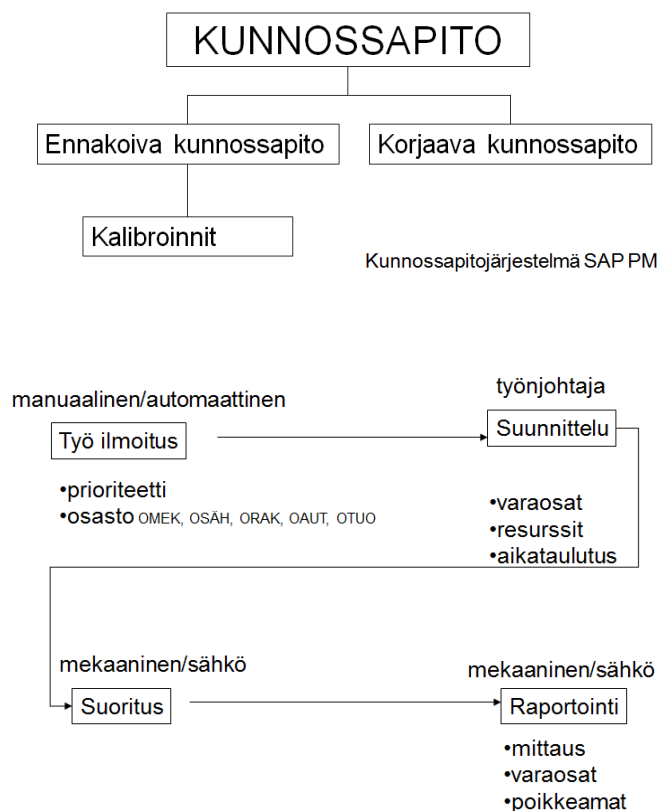 KUNNOSSAPITO
Ennakoiva kunnossapito
Korjaava kunnossapito
Kalibroinnit
Kunnossapitojärjestelmä SAP PM
manuaalinen/automaattinen
työnjohtaja
Työ ilmoitus
Suunnittelu
•prioriteetti
•osasto OMEK, OSÄH, ORAK, OAUT, OTUO
•varaosat
•resurssit
•aikataulutus
mekaaninen/sähkö
mekaaninen/sähkö
Suoritus
Raportointi
•mittaus
•varaosat
•poikkeamat